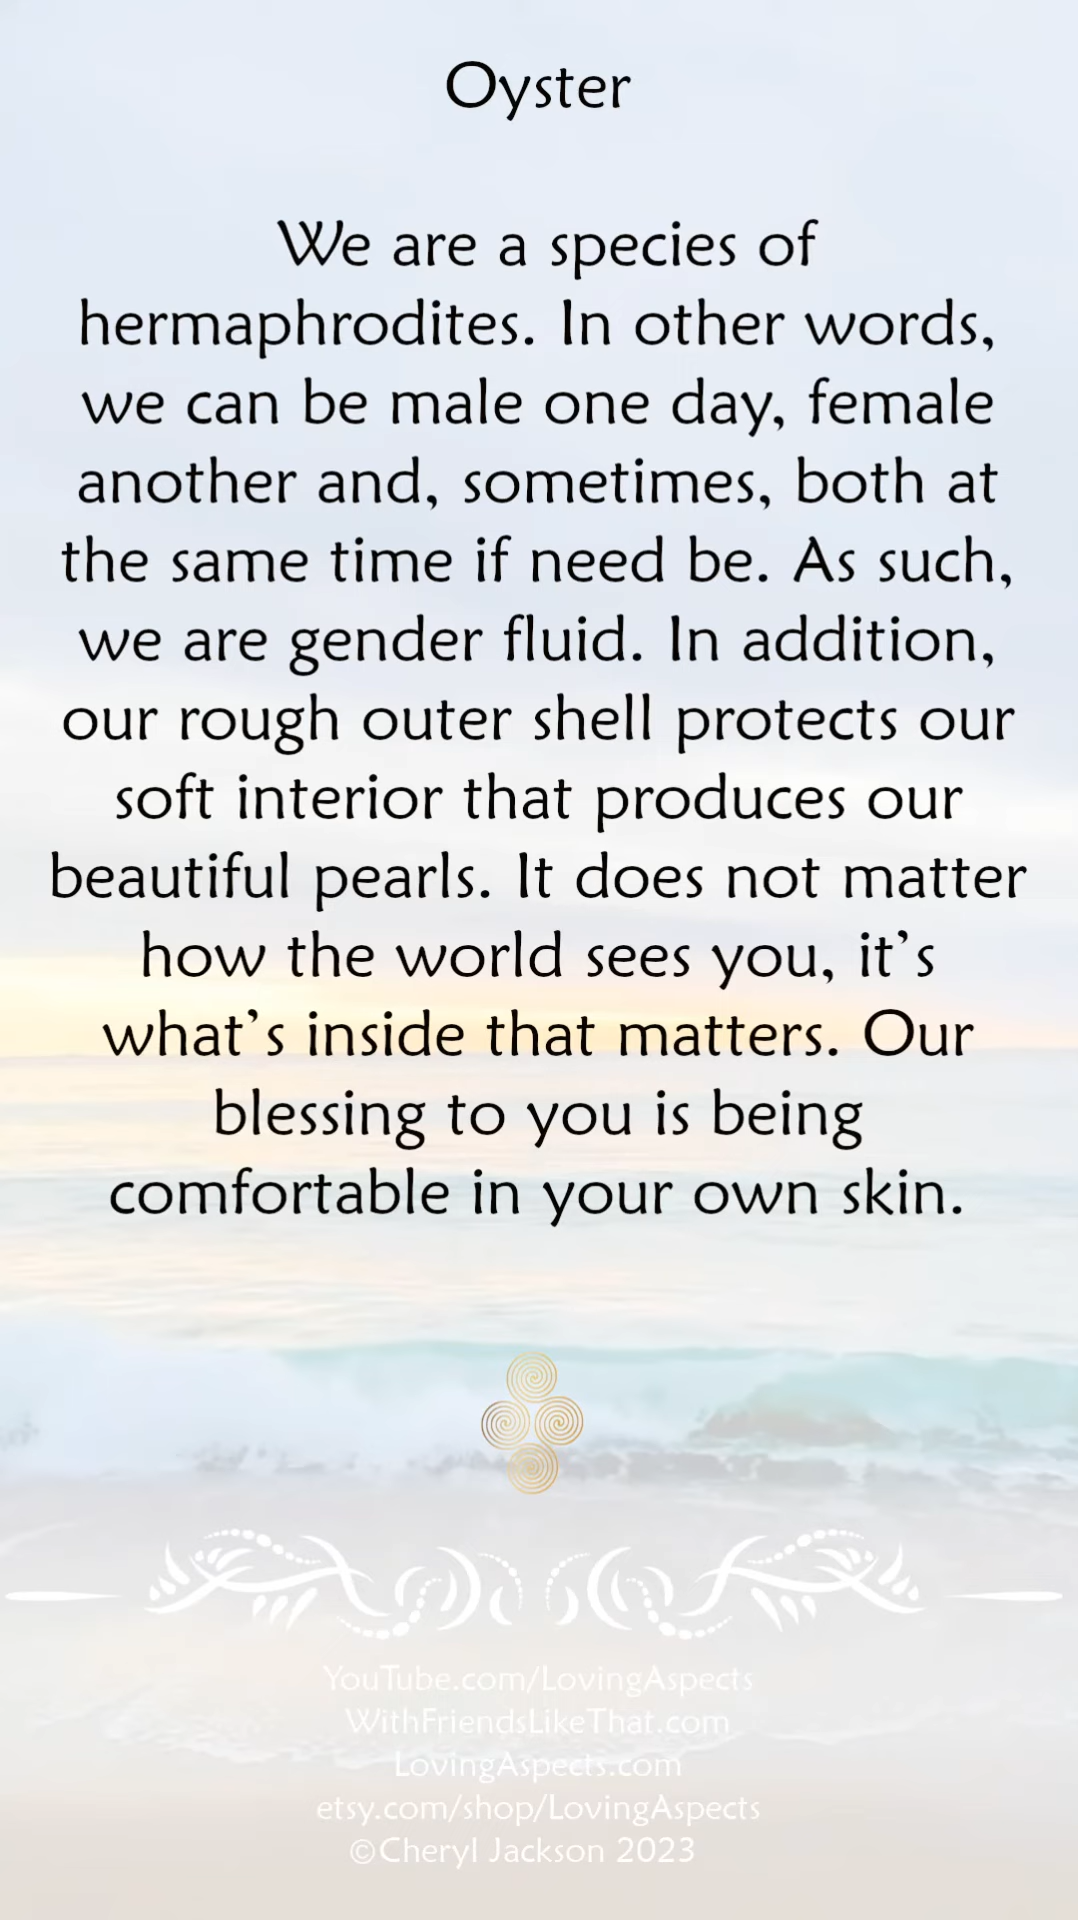 Oyster
We are a species of
hermaphrodites. In other words,
we can be male one day, female
another and, sometimes, both at
the same time if need be. As such,
we are gender fluid. In addition,
our rough outer shell protects our
soft interior that produces our
beautiful pearls. It does not matter
how the world sees you, it’s
what’s inside that matters. Our
blessing to you is being
comfortable in your own skin.
YouTube.com/LovingAspects
WithFriendsLikeThat.com
LovingAspects.com
etsy.com/shop/LovingAspects
©Cheryl Jackson 2023